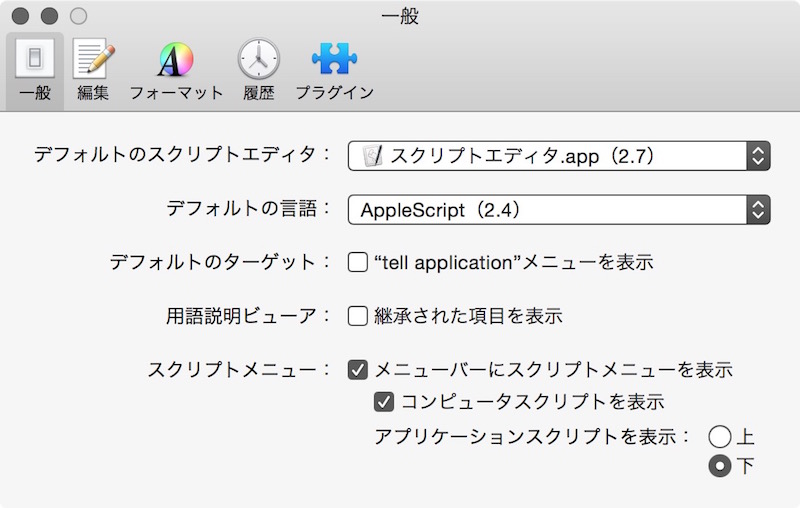 一般
一般 編集 フォーマット 履歴 プラグイン
デフォルトのスクリプトエディタ： スクリプトエディタ.app（2.7）
デフォルトの言語： AppleScript（2.4）
デフォルトのターゲット： “tell application”メニューを表示
用語説明ビューア： 継承された項目を表示
スクリプトメニュー： メニューバーにスクリプトメニューを表示
コンピュータスクリプトを表示
アプリケーションスクリプトを表示： 上
下